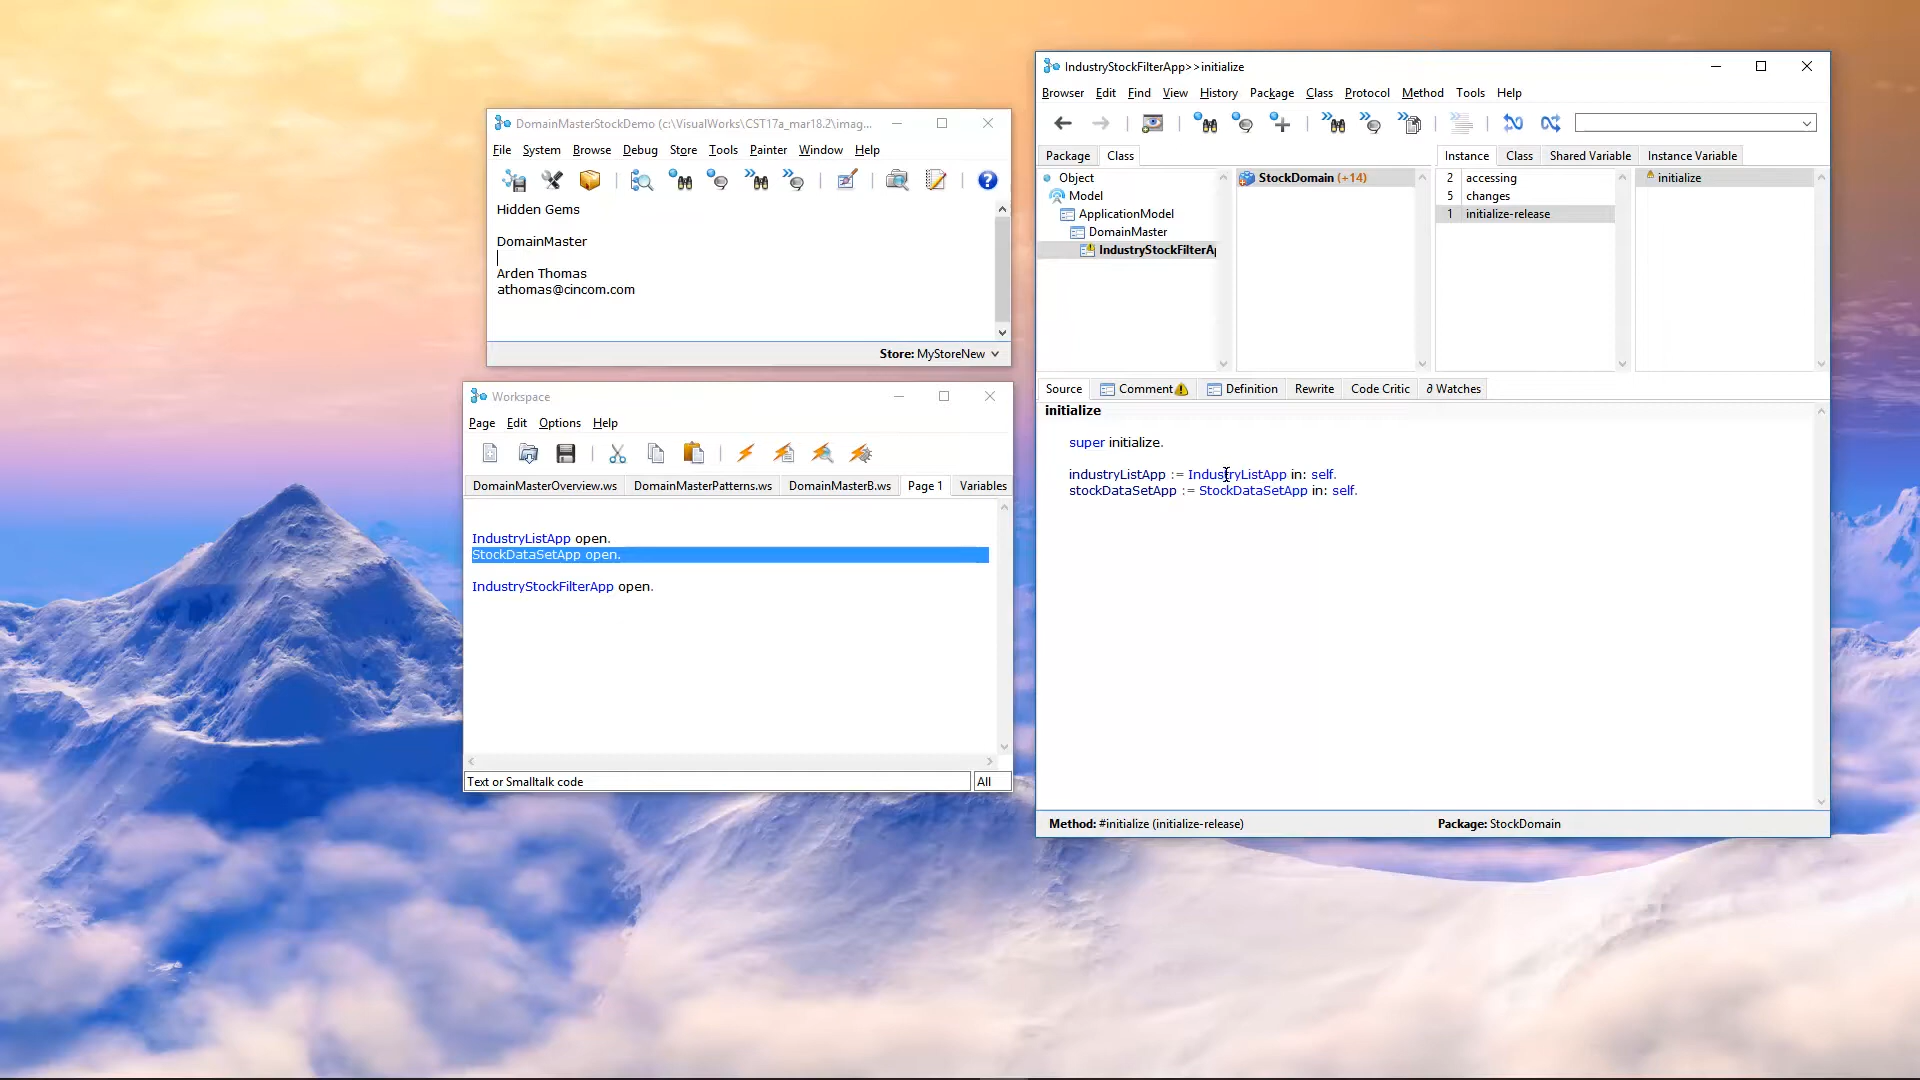 DomainMasterStockDemo (c:\VisualWorks\CST17a_mar18.2\imag...
File System Browse Debug Store Tools Painter Window Help
Hidden Gems
DomainMaster
Arden Thomas
athomas@cincom.com
Store: MyStoreNew
Workspace
Page Edit Options Help
DomainMasterOverview.ws DomainMasterPatterns.ws DomainMasterB.ws Page 1 Variables
IndustryListApp open.
StockDataSetApp open.
IndustryStockFilterApp open.
Text or Smalltalk code All
IndustryStockFilterApp>>initialize
Browser Edit Find View History Package Class Protocol Method Tools Help
Package Class Instance Class Shared Variable Instance Variable
Object
Model
ApplicationModel
DomainMaster
IndustryStockFilterAp
StockDomain (+14)
2 accessing
5 changes
1 initialize-release
initialize
Source Comment Definition Rewrite Code Critic ∂ Watches
initialize
super initialize.
industryListApp := IndustryListApp in: self.
stockDataSetApp := StockDataSetApp in: self.
Method: #initialize (initialize-release) Package: StockDomain